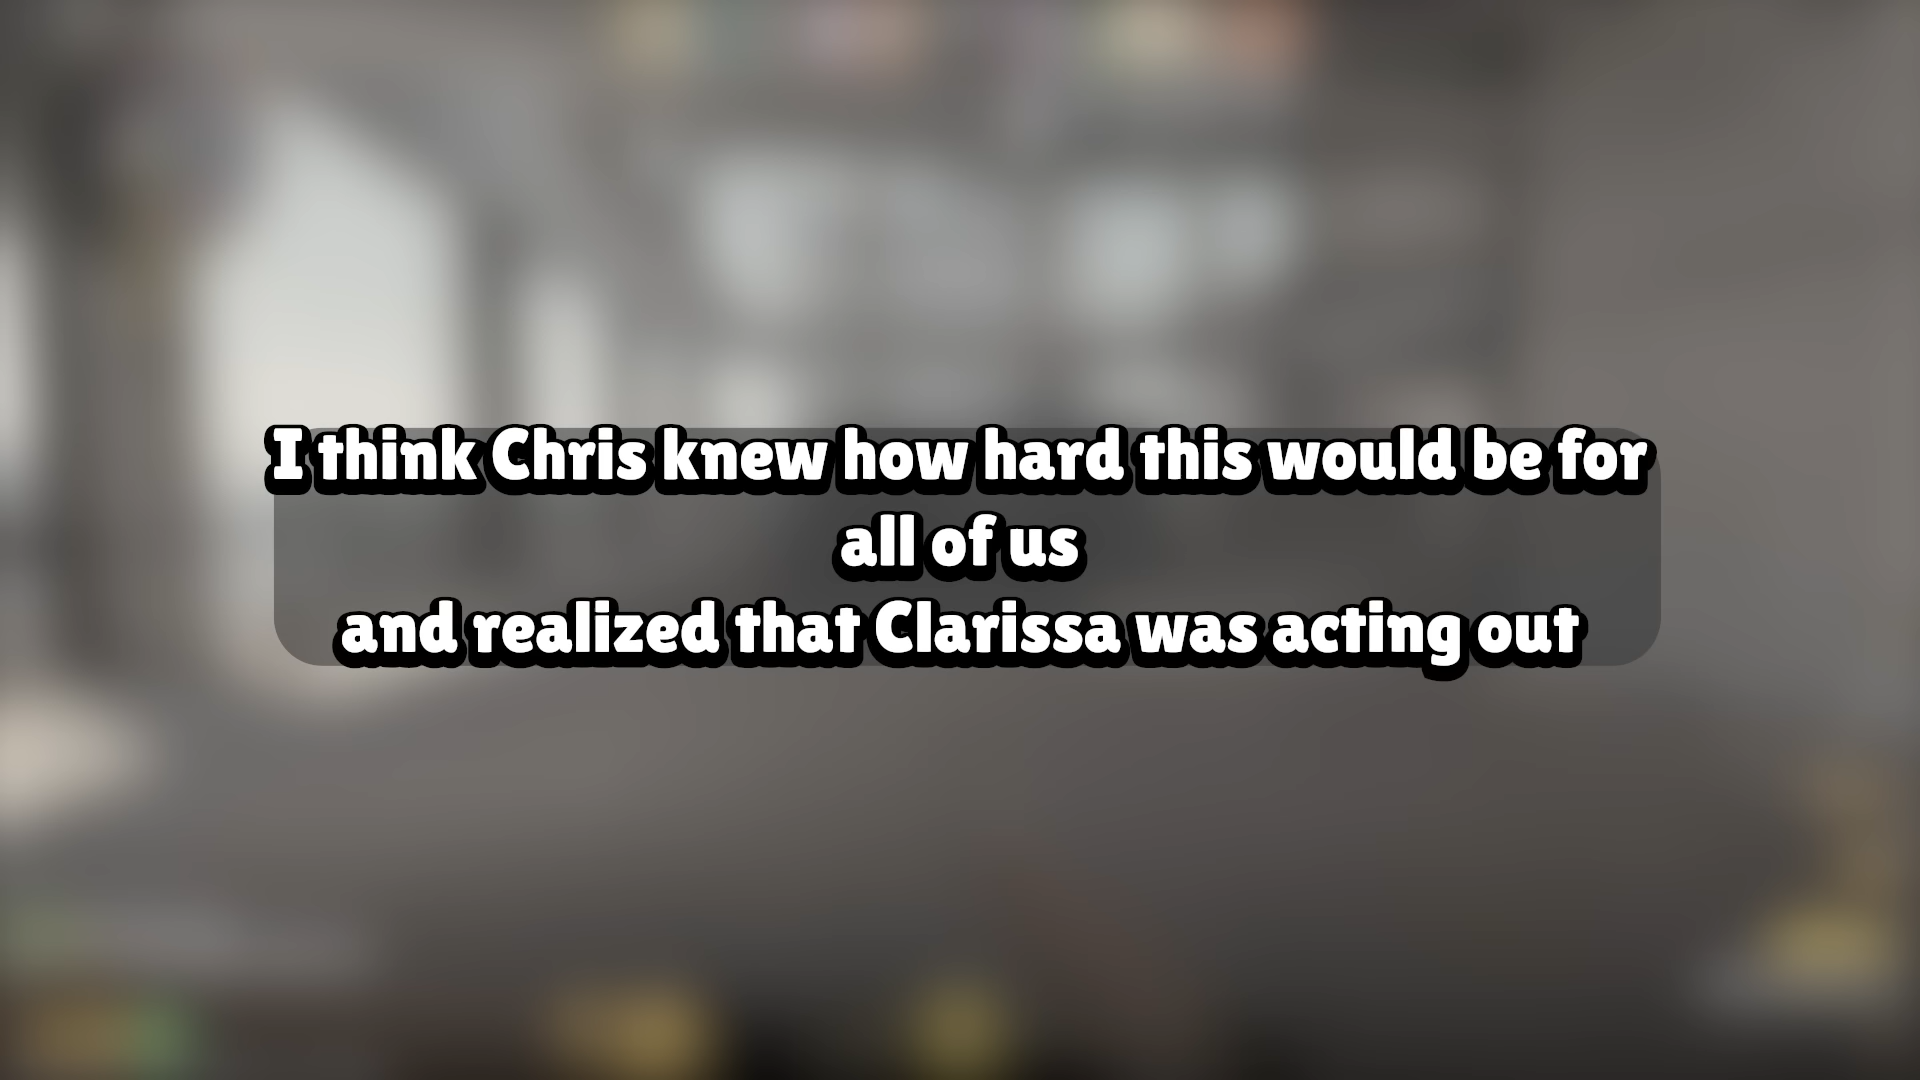 I think Chris knew how hard this would be for
all of us
and realized that Clarissa was acting out